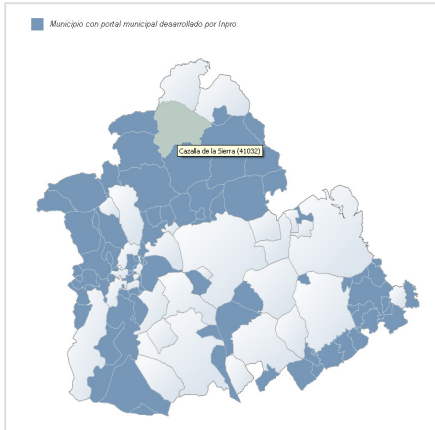 Municipio con portal municipal desarrollado por Inpro
Cazalla de la Sierra (41032)